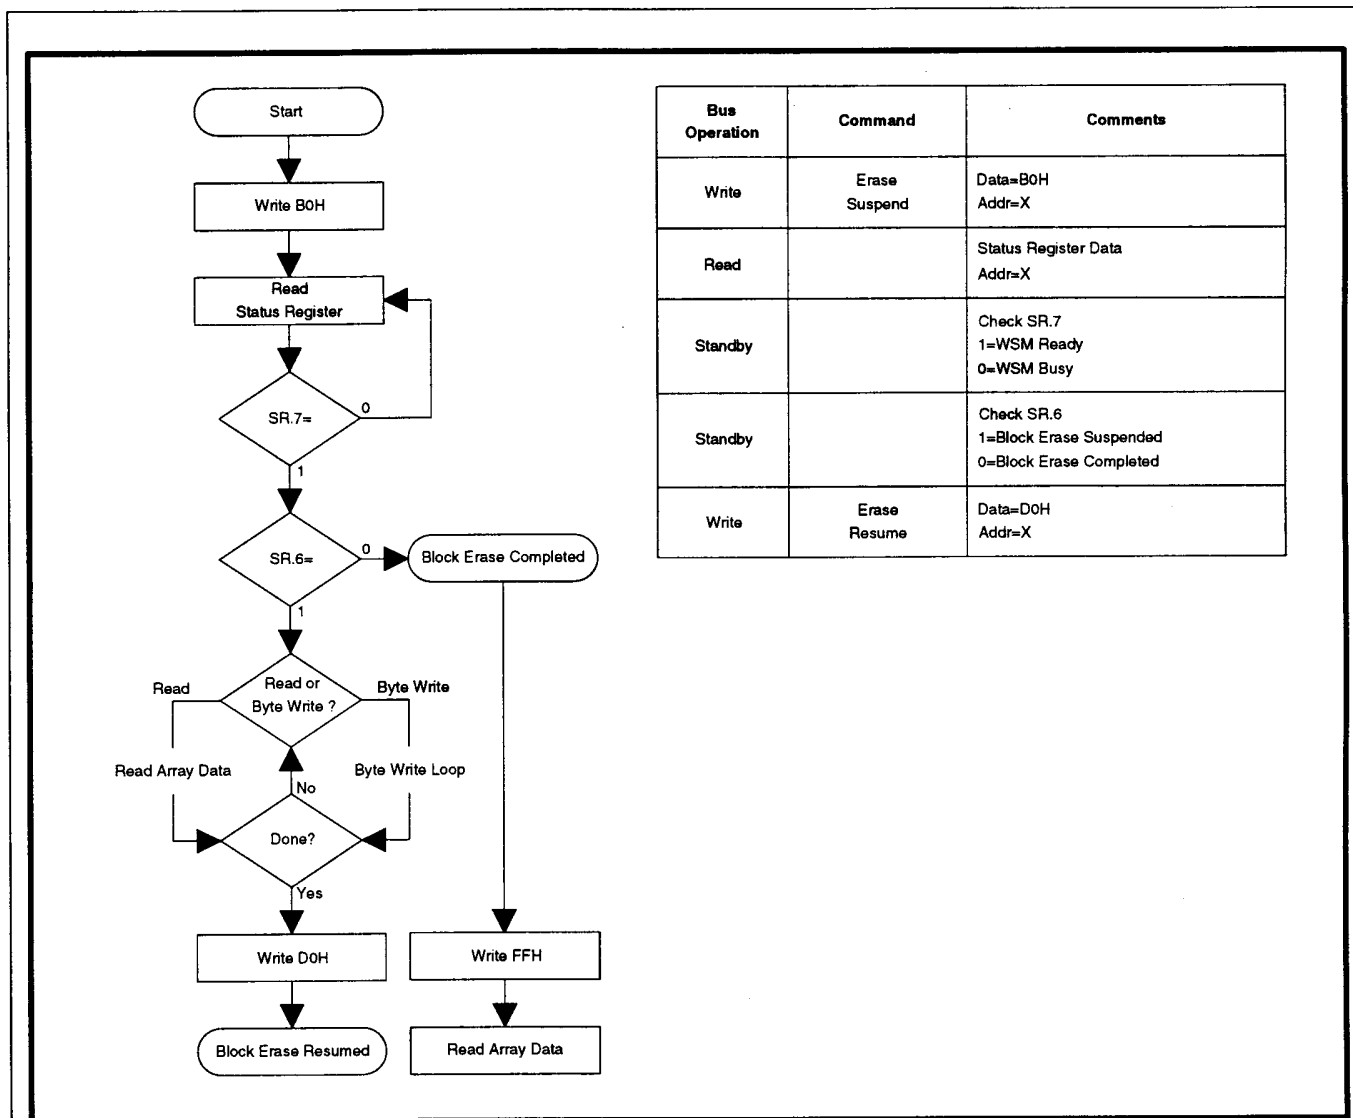 Start
Write B0H
Read
Status Register
SR.7=
0
1
SR.6=
0
Block Erase Completed
1
Read or
Byte Write ?
Read
Byte Write
Read Array Data
Byte Write Loop
No
Done?
Yes
Write D0H
Write FFH
Block Erase Resumed
Read Array Data
Bus
Operation
Command
Comments
Write
Erase
Suspend
Data=B0H
Addr=X
Read
Status Register Data
Addr=X
Standby
Check SR.7
1=WSM Ready
0=WSM Busy
Standby
Check SR.6
1=Block Erase Suspended
0=Block Erase Completed
Write
Erase
Resume
Data=D0H
Addr=X